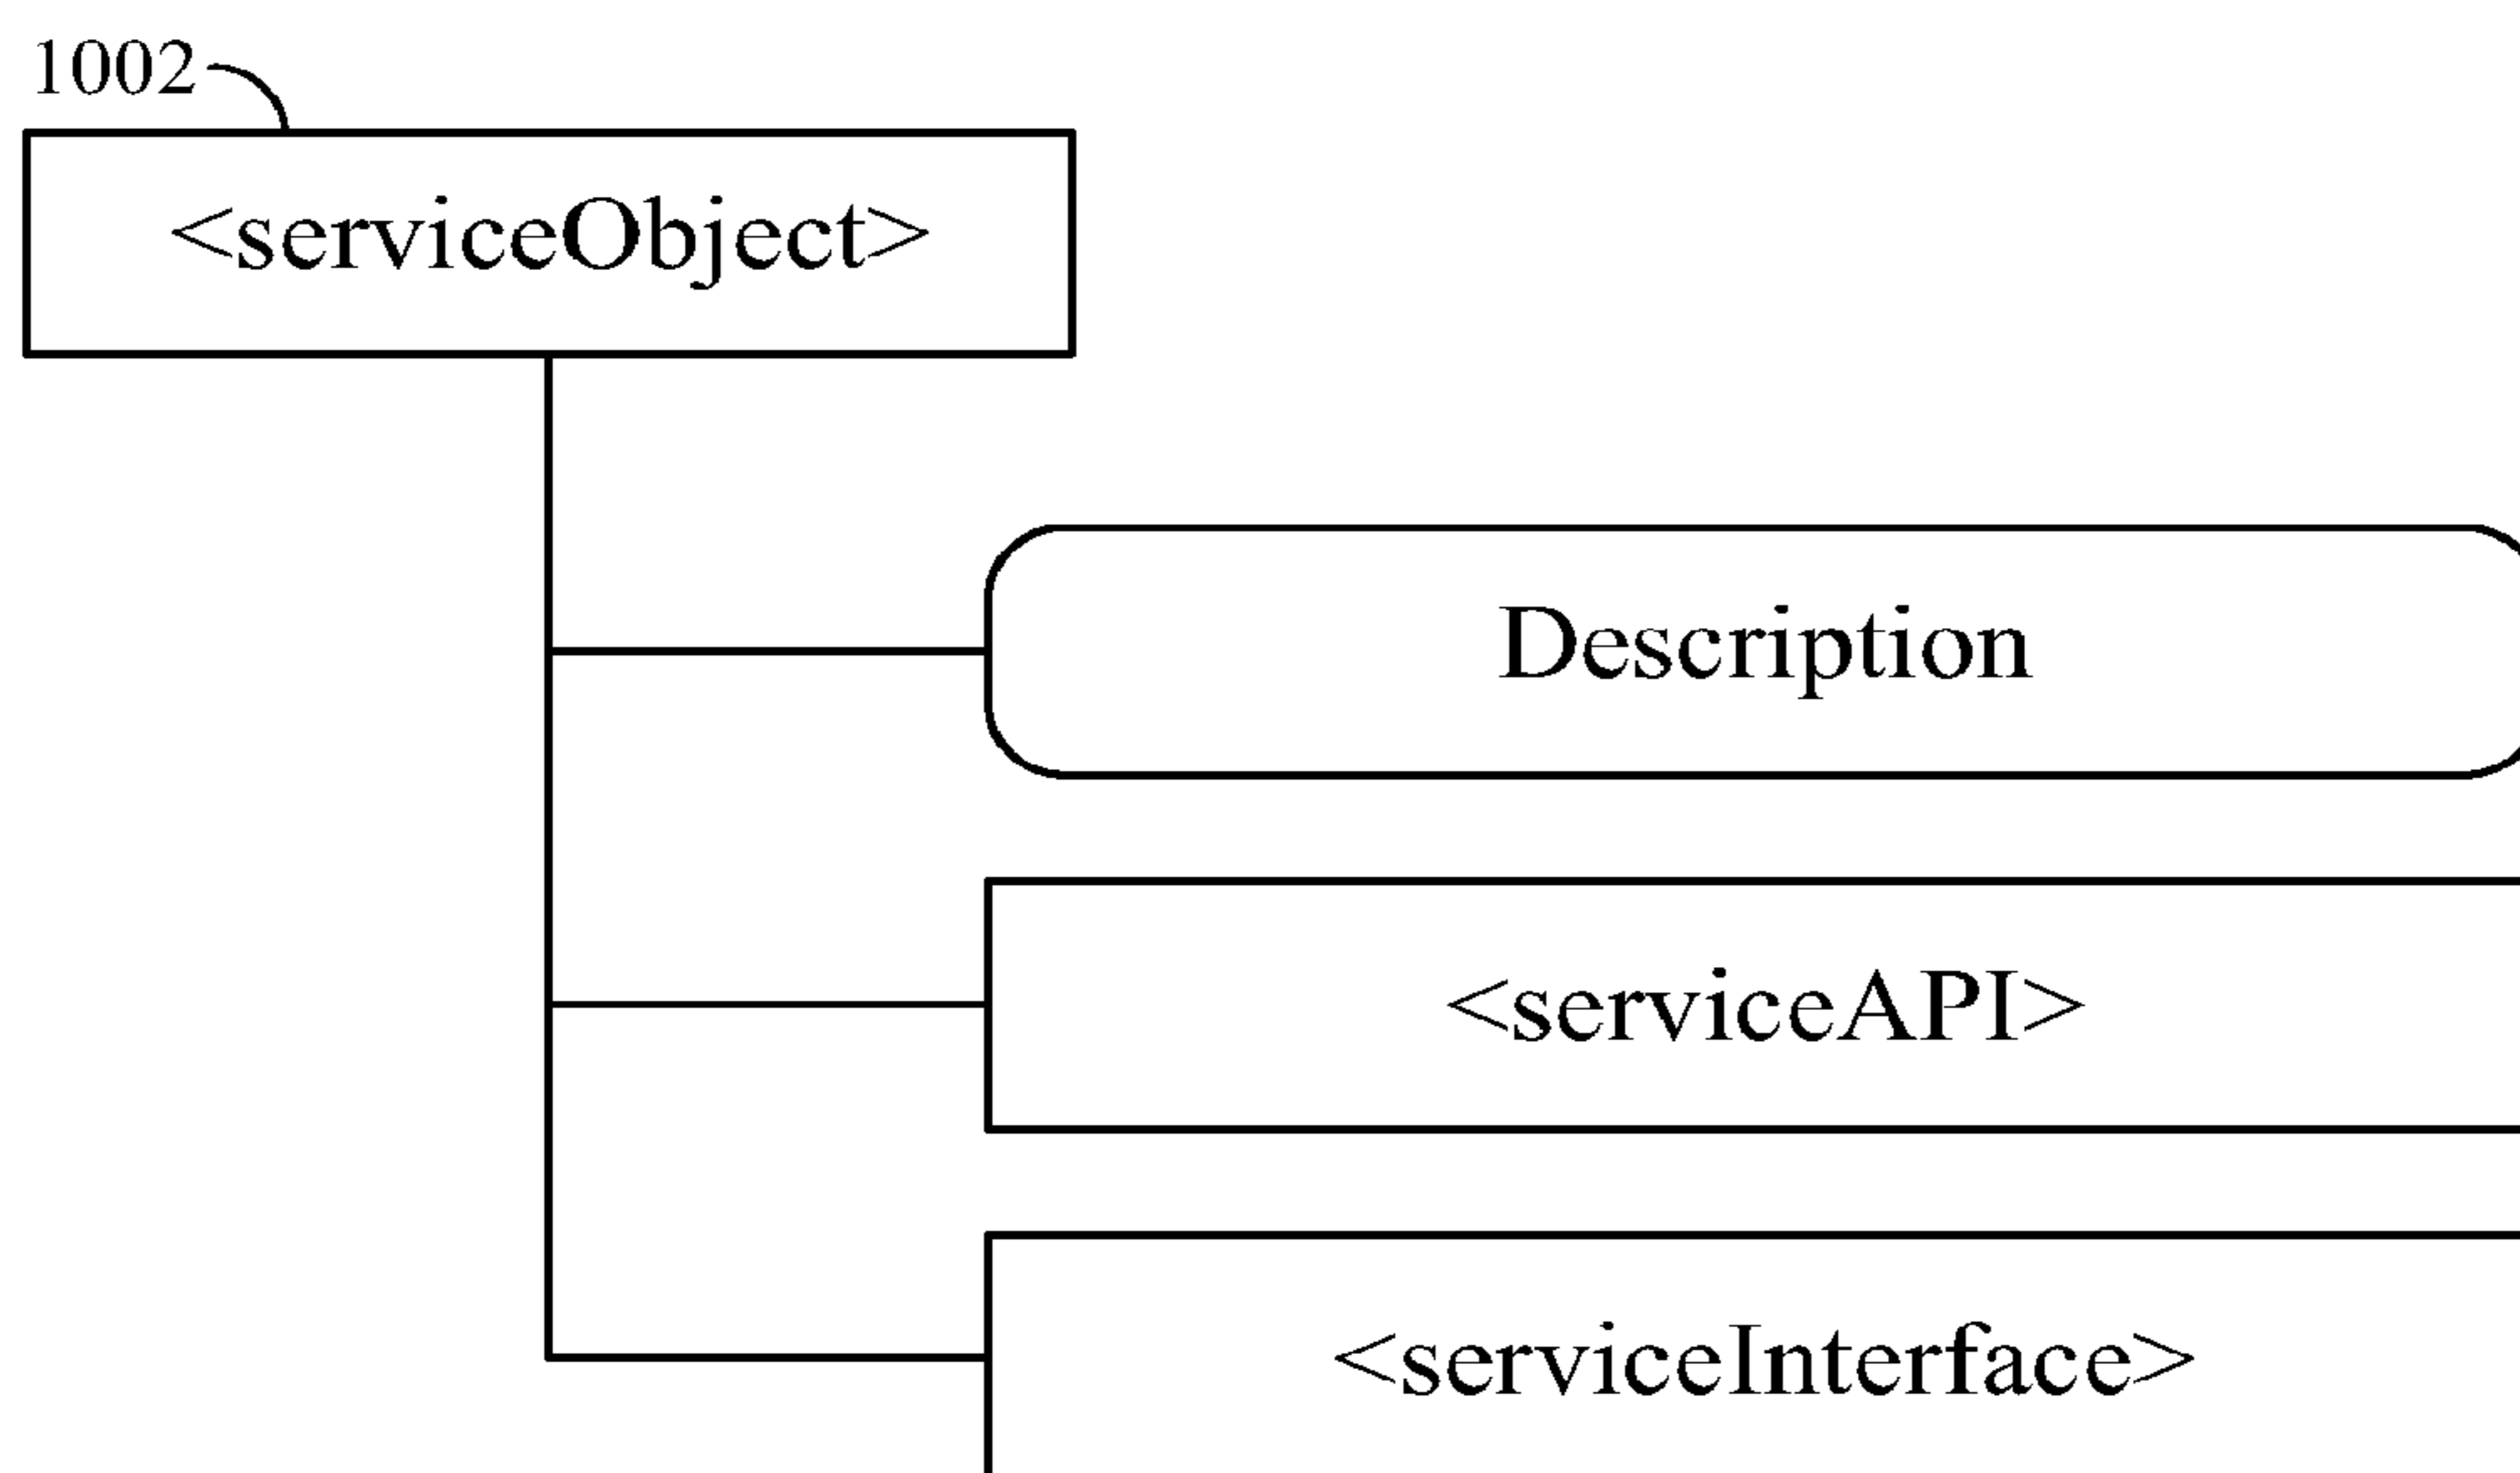 1002
<serviceObject>
Description
<serviceAPI>
<serviceInterface>